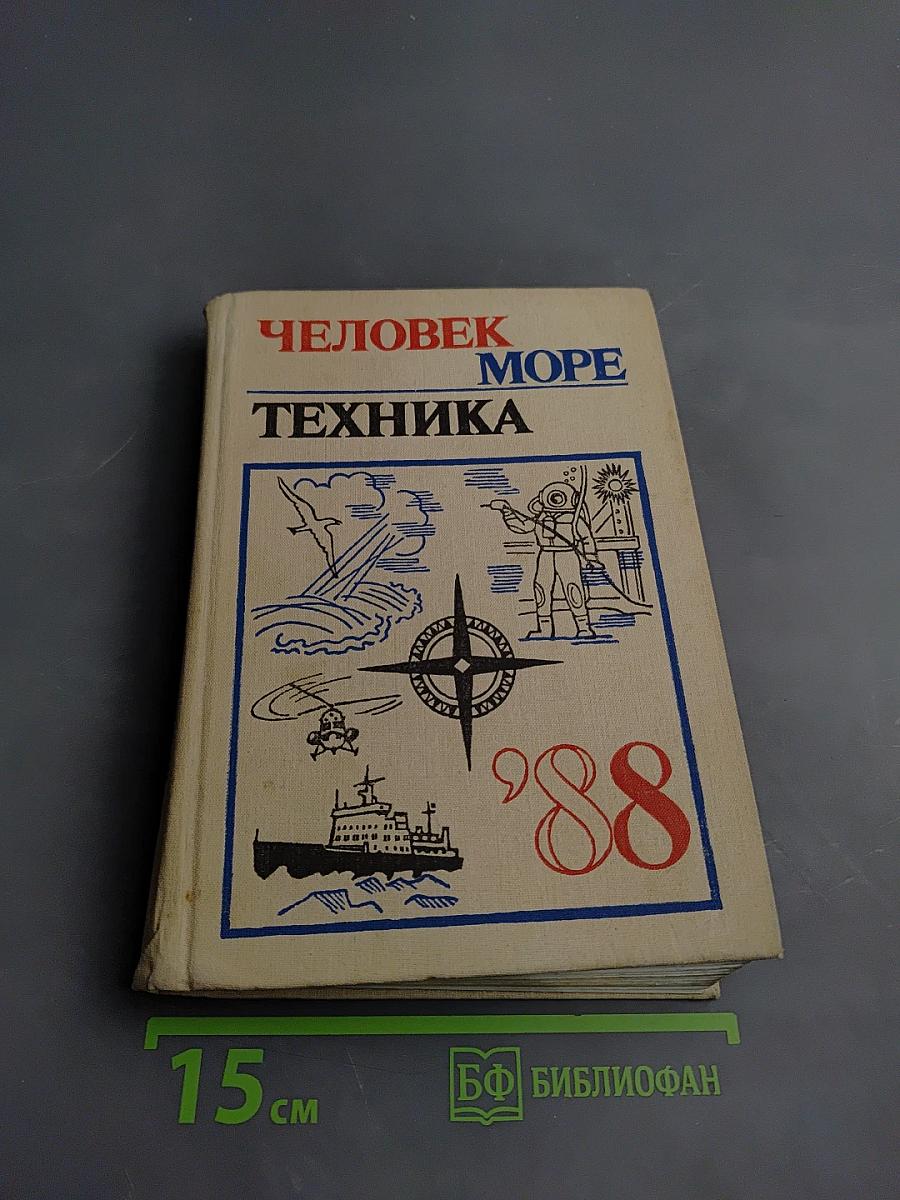 ЧЕЛОВЕК
МОРЕ
ТЕХНИКА
’88
15 см
БФ БИБЛИОФАН